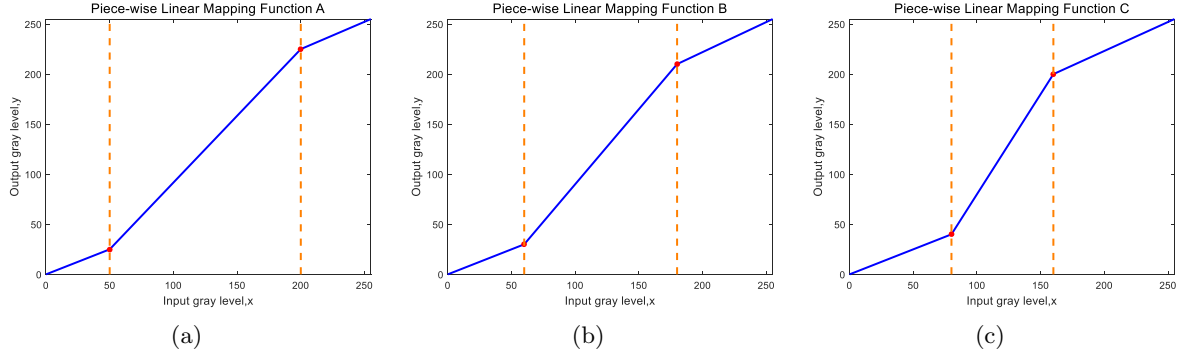 Piece-wise Linear Mapping Function A
250
200
150
100
50
0
Output gray level,y
0 50 100 150 200 250
Input gray level,x
(a)
Piece-wise Linear Mapping Function B
250
200
150
100
50
0
Output gray level,y
0 50 100 150 200 250
Input gray level,x
(b)
Piece-wise Linear Mapping Function C
250
200
150
100
50
0
Output gray level,y
0 50 100 150 200 250
Input gray level,x
(c)